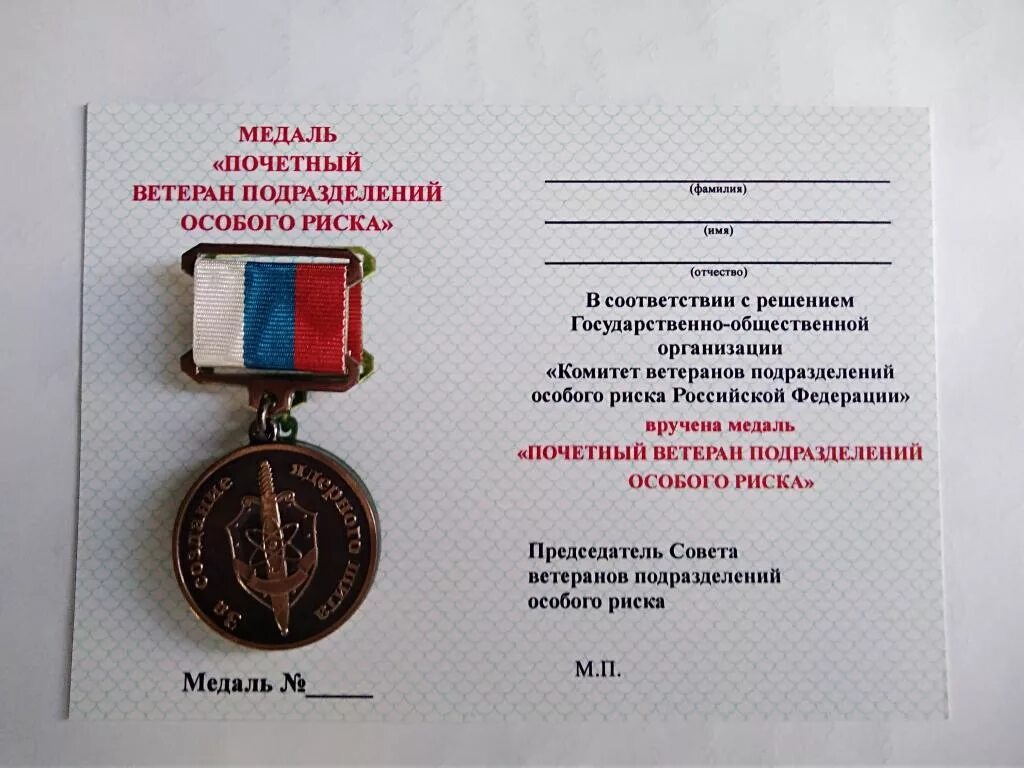 МЕДАЛЬ
«ПОЧЕТНЫЙ
ВЕТЕРАН ПОДРАЗДЕЛЕНИЙ
ОСОБОГО РИСКА»
За создание ядерного щита
Медаль №_____
(фамилия)
(имя)
(отчество)
В соответствии с решением
Государственно-общественной
организации
«Комитет ветеранов подразделений
особого риска Российской Федерации»
вручена медаль
«ПОЧЕТНЫЙ ВЕТЕРАН ПОДРАЗДЕЛЕНИЙ
ОСОБОГО РИСКА»
Председатель Совета
ветеранов подразделений
особого риска
М.П.